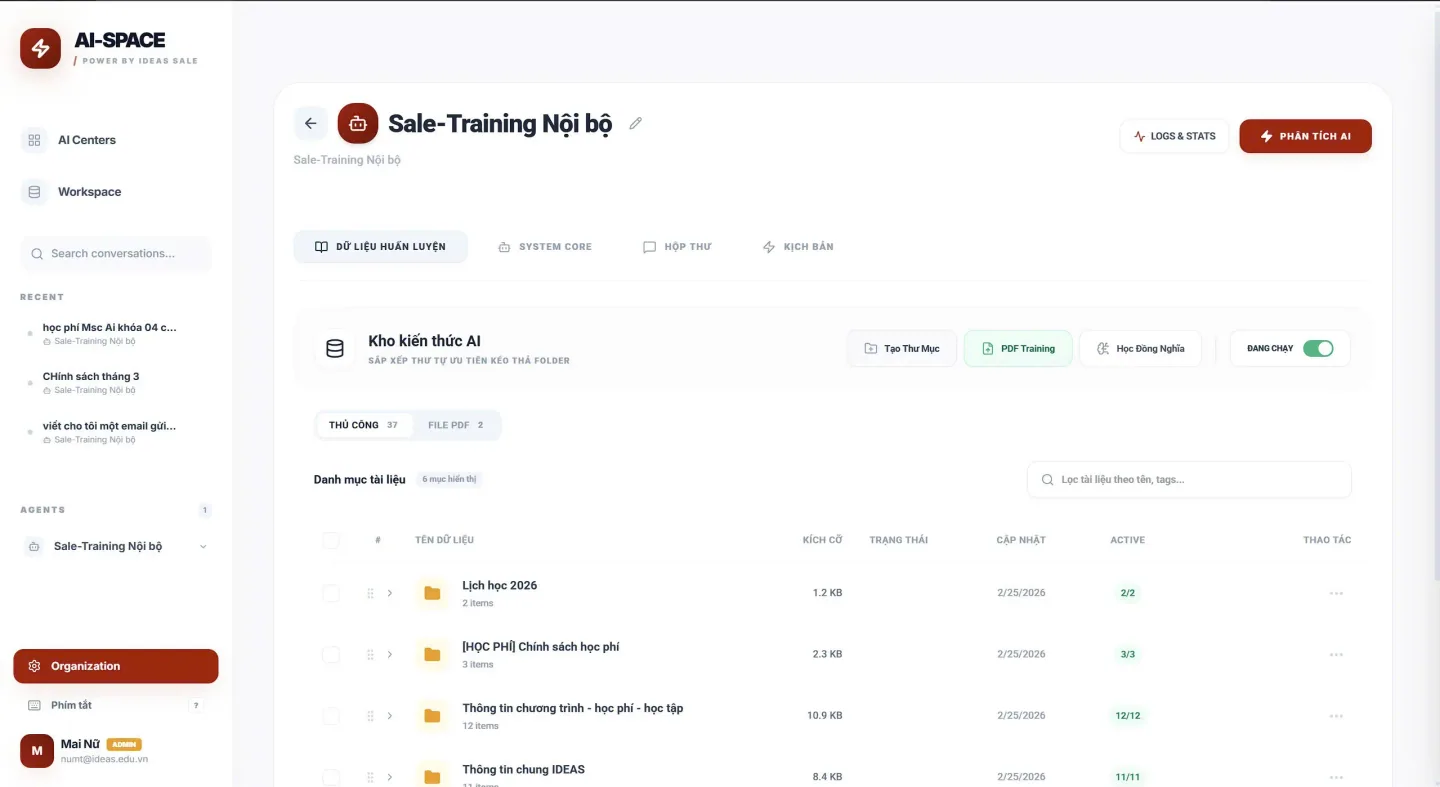 AI-SPACE
/ POWER BY IDEAS SALE
AI Centers
Workspace
Search conversations...
RECENT
học phí Msc Ai khóa 04 c...
Sale-Training Nội bộ
CHính sách tháng 3
Sale-Training Nội bộ
viết cho tôi một email gửi...
Sale-Training Nội bộ
AGENTS 1
Sale-Training Nội bộ
Organization
Phím tắt ?
M
Mai Nữ ADMIN
numt@ideas.edu.vn
Sale-Training Nội bộ
Sale-Training Nội bộ
LOGS & STATS
PHÂN TÍCH AI
DỮ LIỆU HUẤN LUYỆN SYSTEM CORE HỘP THƯ KỊCH BẢN
Kho kiến thức AI
SẮP XẾP THƯ TỰ ƯU TIÊN KÉO THẢ FOLDER
Tạo Thư Mục PDF Training Học Đồng Nghĩa ĐANG CHẠY
THỦ CÔNG 37 FILE PDF 2
Danh mục tài liệu 6 mục hiển thị
Lọc tài liệu theo tên, tags...
# TÊN DỮ LIỆU KÍCH CỠ TRẠNG THÁI CẬP NHẬT ACTIVE THAO TÁC
Lịch học 2026 1.2 KB 2/25/2026 2/2
2 items
[HỌC PHÍ] Chính sách học phí 2.3 KB 2/25/2026 3/3
3 items
Thông tin chương trình - học phí - học tập 10.9 KB 2/25/2026 12/12
12 items
Thông tin chung IDEAS 8.4 KB 2/25/2026 11/11
11 items